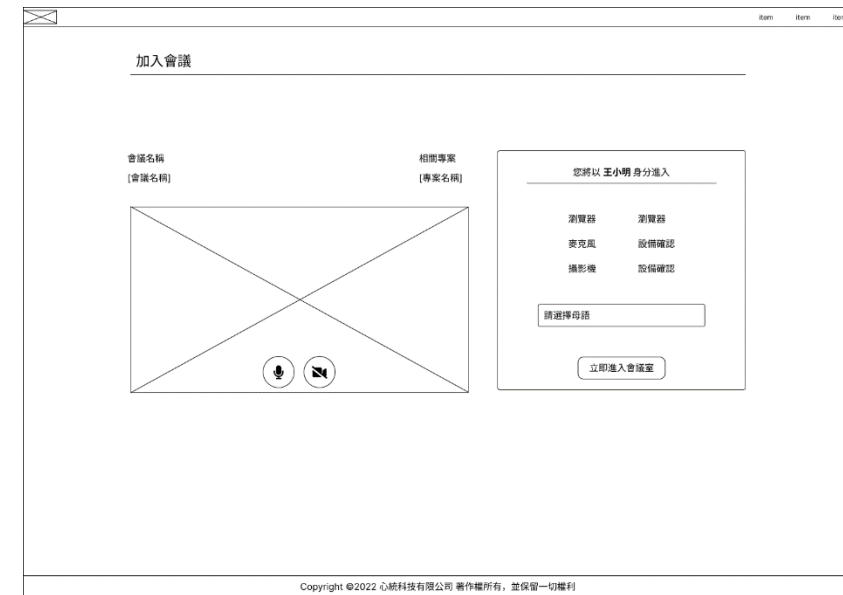 item item item
加入會議
會議名稱 相關專案
[會議名稱] [專案名稱]
您將以 王小明 身分進入
瀏覽器 瀏覽器
麥克風 設備確認
攝影機 設備確認
請選擇母語
立即進入會議室
Copyright ©2022 心統科技有限公司 著作權所有，並保留一切權利